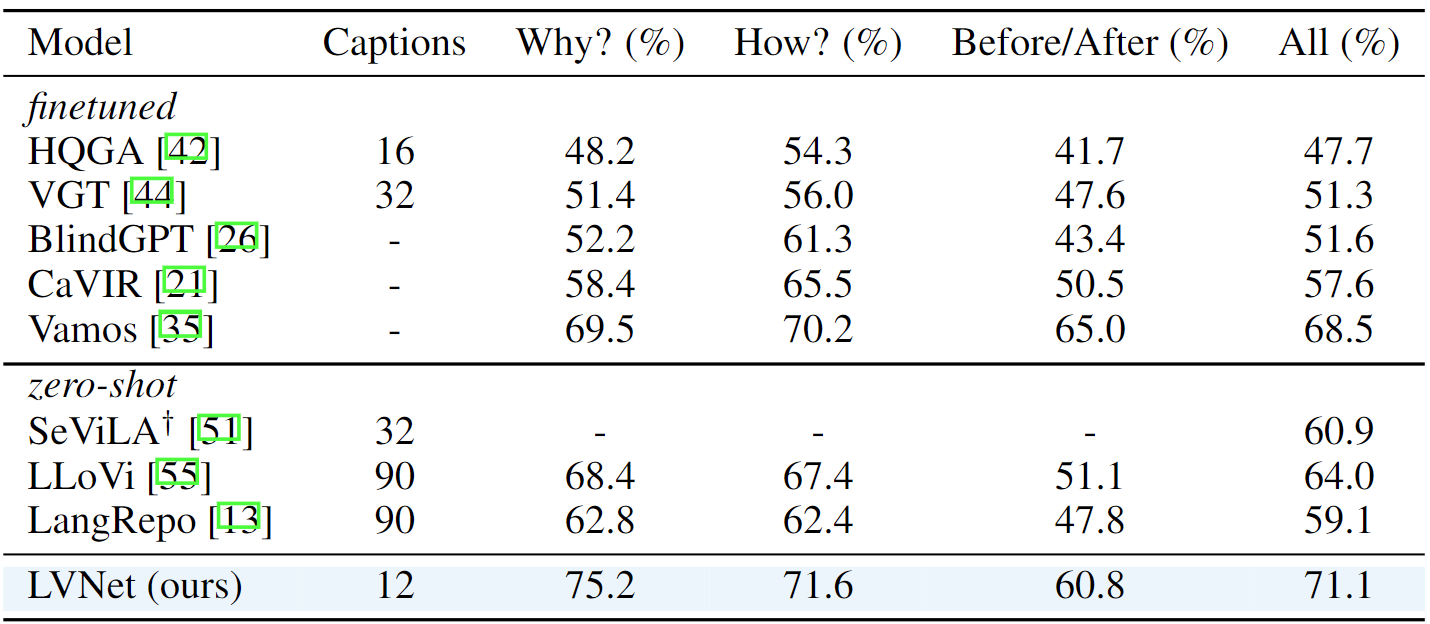 Model Captions Why? (%) How? (%) Before/After (%) All (%)
finetuned
HQGA [42] 16 48.2 54.3 41.7 47.7
VGT [44] 32 51.4 56.0 47.6 51.3
BlindGPT [26] - 52.2 61.3 43.4 51.6
CaVIR [21] - 58.4 65.5 50.5 57.6
Vamos [35] - 69.5 70.2 65.0 68.5
zero-shot
SeViLA† [51] 32 - - - 60.9
LLoVi [55] 90 68.4 67.4 51.1 64.0
LangRepo [13] 90 62.8 62.4 47.8 59.1
LVNet (ours) 12 75.2 71.6 60.8 71.1